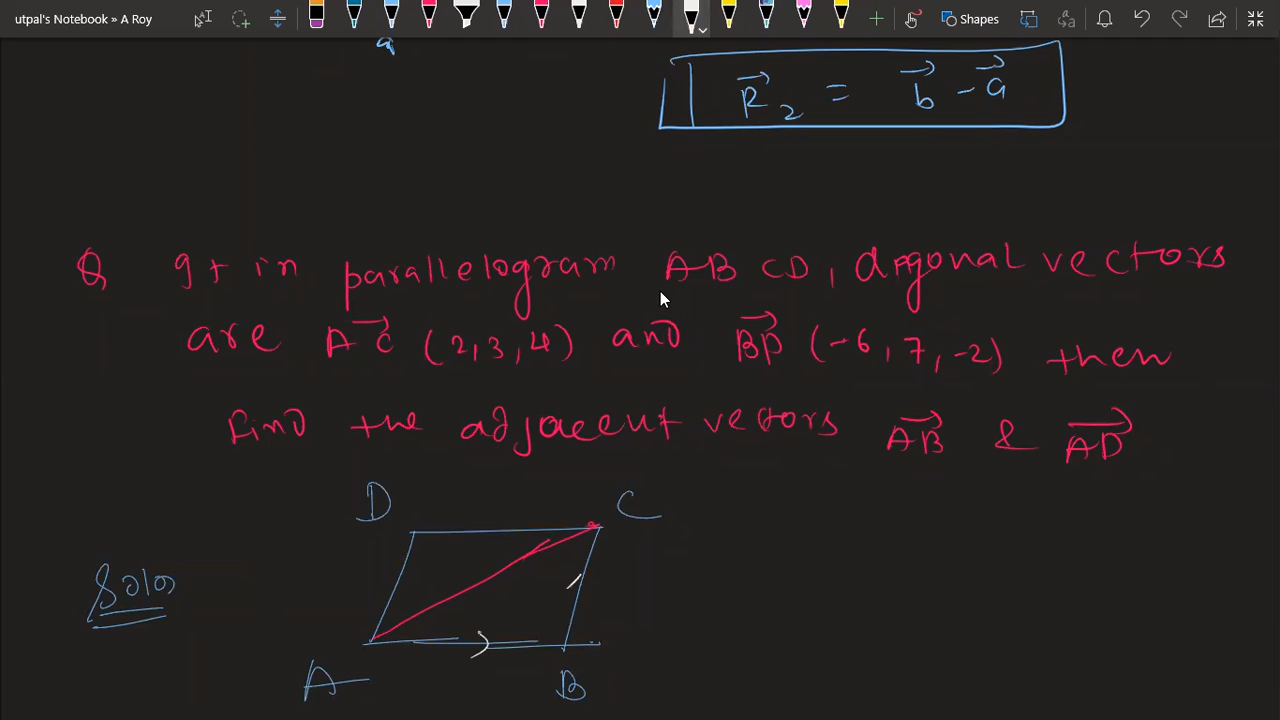 utpal's Notebook » A Roy
Shapes
a
R₂ = b - a
Q If in parallelogram ABCD, diagonal vectors
are AC (2,3,4) and BD (-6,7,-2) then
Find the adjacent vectors AB & AD
D C
Soln
A B